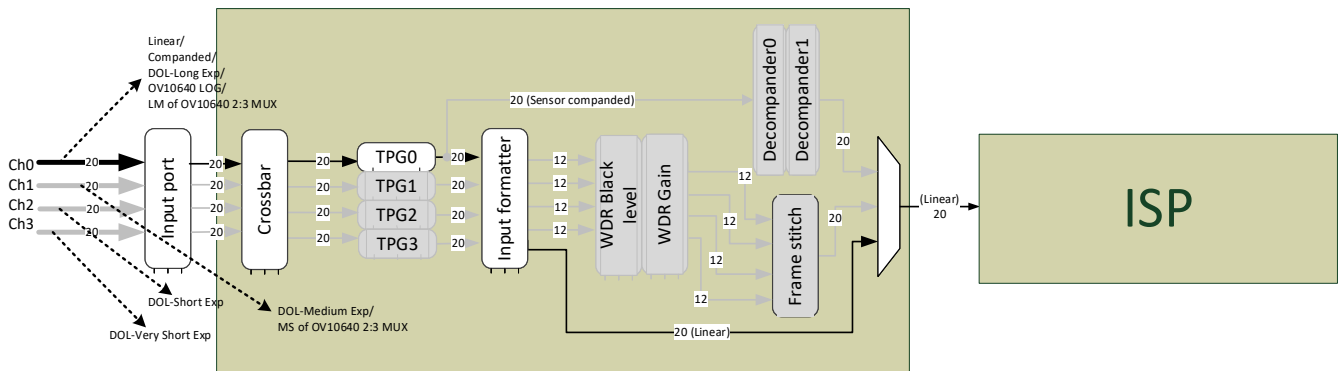 Linear/
Companded/
DOL-Long Exp/
OV10640 LOG/
LM of OV10640 2:3 MUX
Ch0
Ch1
Ch2
Ch3
20
20
20
20
Input port
20
20
20
20
Crossbar
20
20
20
20
TPG0
TPG1
TPG2
TPG3
20
20
20
20
20 (Sensor companded)
Input formatter
12
12
12
12
WDR Black
level
WDR Gain
12
12
12
12
Decompander0
Decompander1
Frame stitch
20
20
20 (Linear)
(Linear)
20
ISP
DOL-Short Exp
DOL-Very Short Exp
DOL-Medium Exp/
MS of OV10640 2:3 MUX